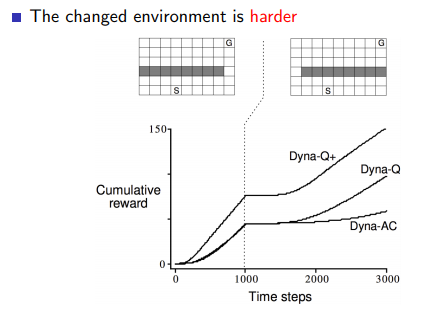 The changed environment is harder
G
G
S
S
150
Dyna-Q+
Dyna-Q
Cumulative
reward
Dyna-AC
0
0
1000
2000
3000
Time steps